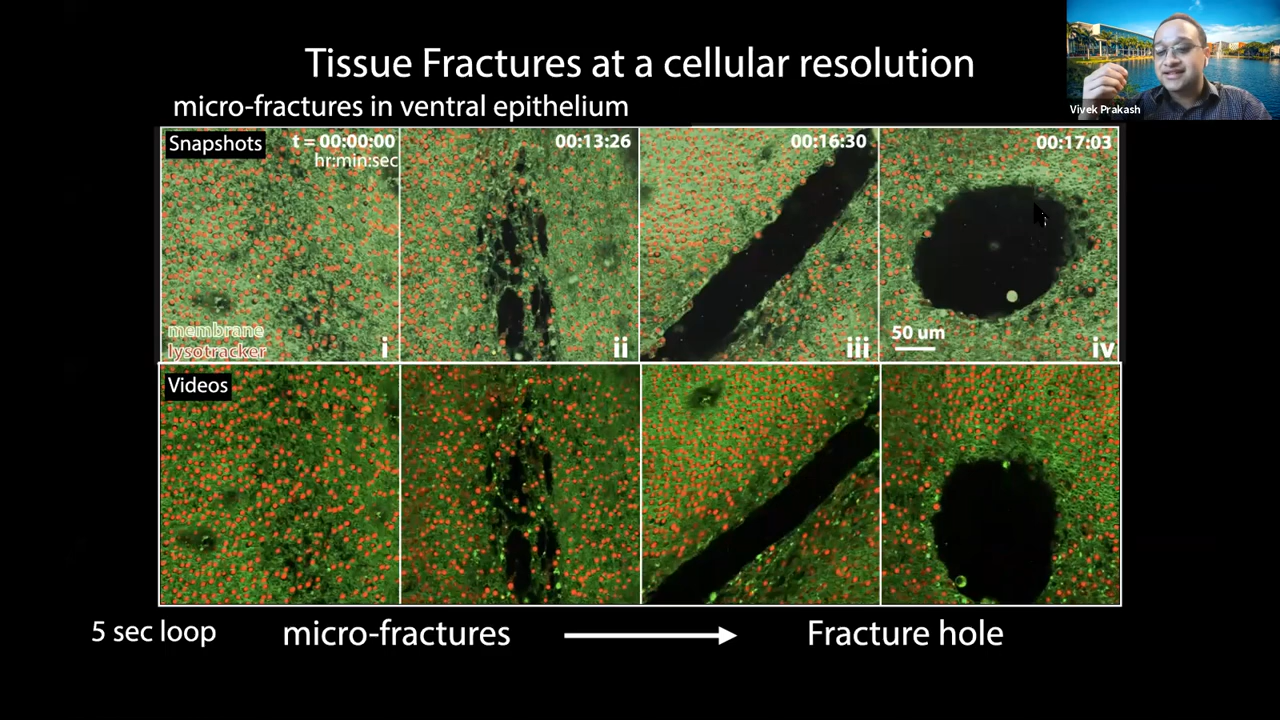 Tissue Fractures at a cellular resolution
Vivek Prakash
micro-fractures in ventral epithelium
Snapshots
t = 00:00:00
hr:min:sec
00:13:26
00:16:30
00:17:03
membrane
lysotracker
i
ii
iii
50 um
iv
Videos
5 sec loop
micro-fractures
Fracture hole